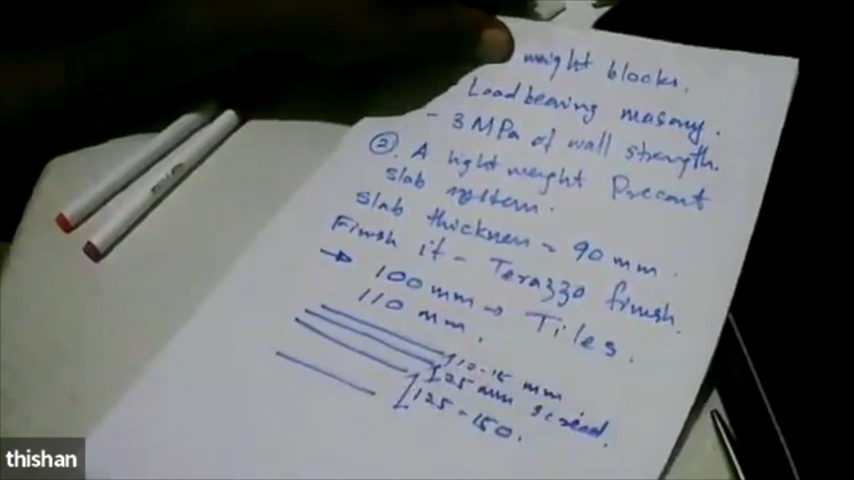 weight blocks.
Load bearing masonry.
- 3 MPa of wall strength.
② . A light weight Precast
slab system.
slab thickness = 90 mm.
Finish it - Terazzo finish.
→ 100 mm → Tiles.
110 mm.
10-15 mm
25 mm screed.
125-150.
thishan